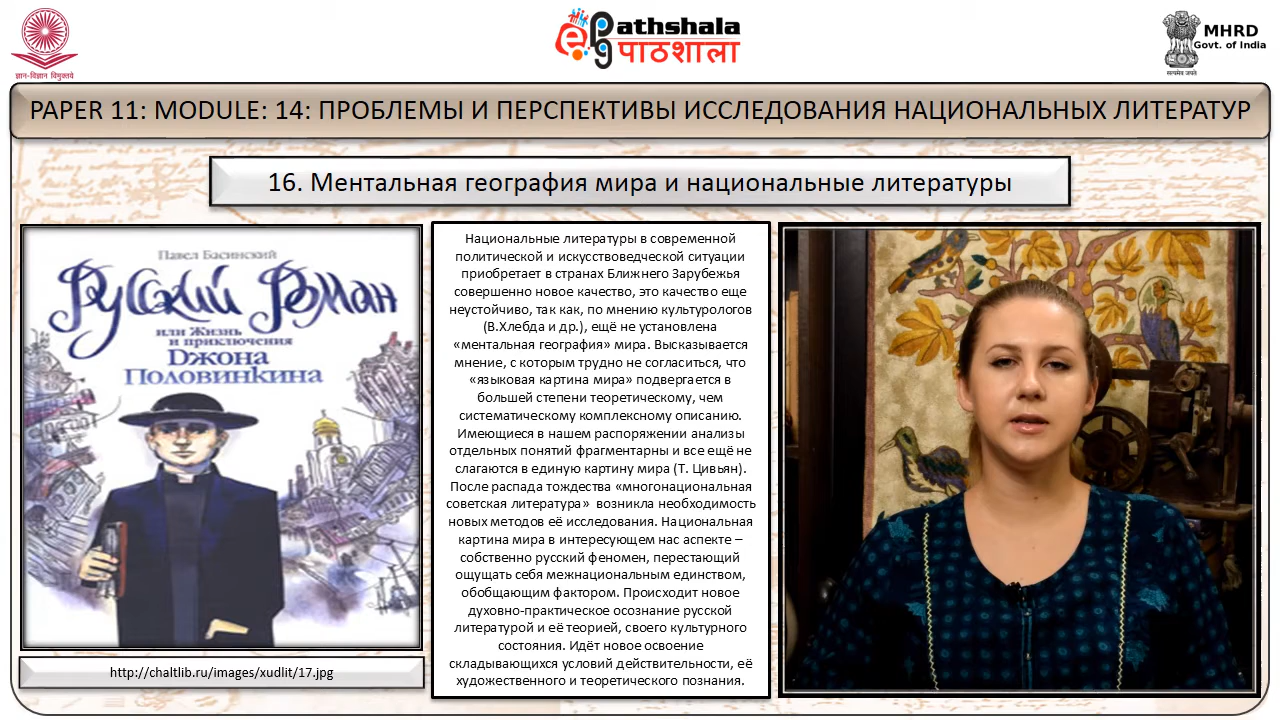 ज्ञान-विज्ञान विमुक्तये
ePathshala
पाठशाला
MHRD
Govt. of India
सत्यमेव जयते
PAPER 11: MODULE: 14: ПРОБЛЕМЫ И ПЕРСПЕКТИВЫ ИССЛЕДОВАНИЯ НАЦИОНАЛЬНЫХ ЛИТЕРАТУР
16. Ментальная география мира и национальные литературы
Павел Басинский
Русский Роман
или Жизнь
и приключения
Джона
Половинкина
http://chaltlib.ru/images/xudlit/17.jpg
Национальные литературы в современной
политической и искусствоведческой ситуации
приобретает в странах Ближнего Зарубежья
совершенно новое качество, это качество еще
неустойчиво, так как, по мнению культурологов
(В.Хлебда и др.), ещё не установлена
«ментальная география» мира. Высказывается
мнение, с которым трудно не согласиться, что
«языковая картина мира» подвергается в
большей степени теоретическому, чем
систематическому комплексному описанию.
Имеющиеся в нашем распоряжении анализы
отдельных понятий фрагментарны и все ещё не
слагаются в единую картину мира (Т. Цивьян).
После распада тождества «многонациональная
советская литература» возникла необходимость
новых методов её исследования. Национальная
картина мира в интересующем нас аспекте –
собственно русский феномен, перестающий
ощущать себя межнациональным единством,
обобщающим фактором. Происходит новое
духовно-практическое осознание русской
литературой и её теорией, своего культурного
состояния. Идёт новое освоение
складывающихся условий действительности, её
художественного и теоретического познания.